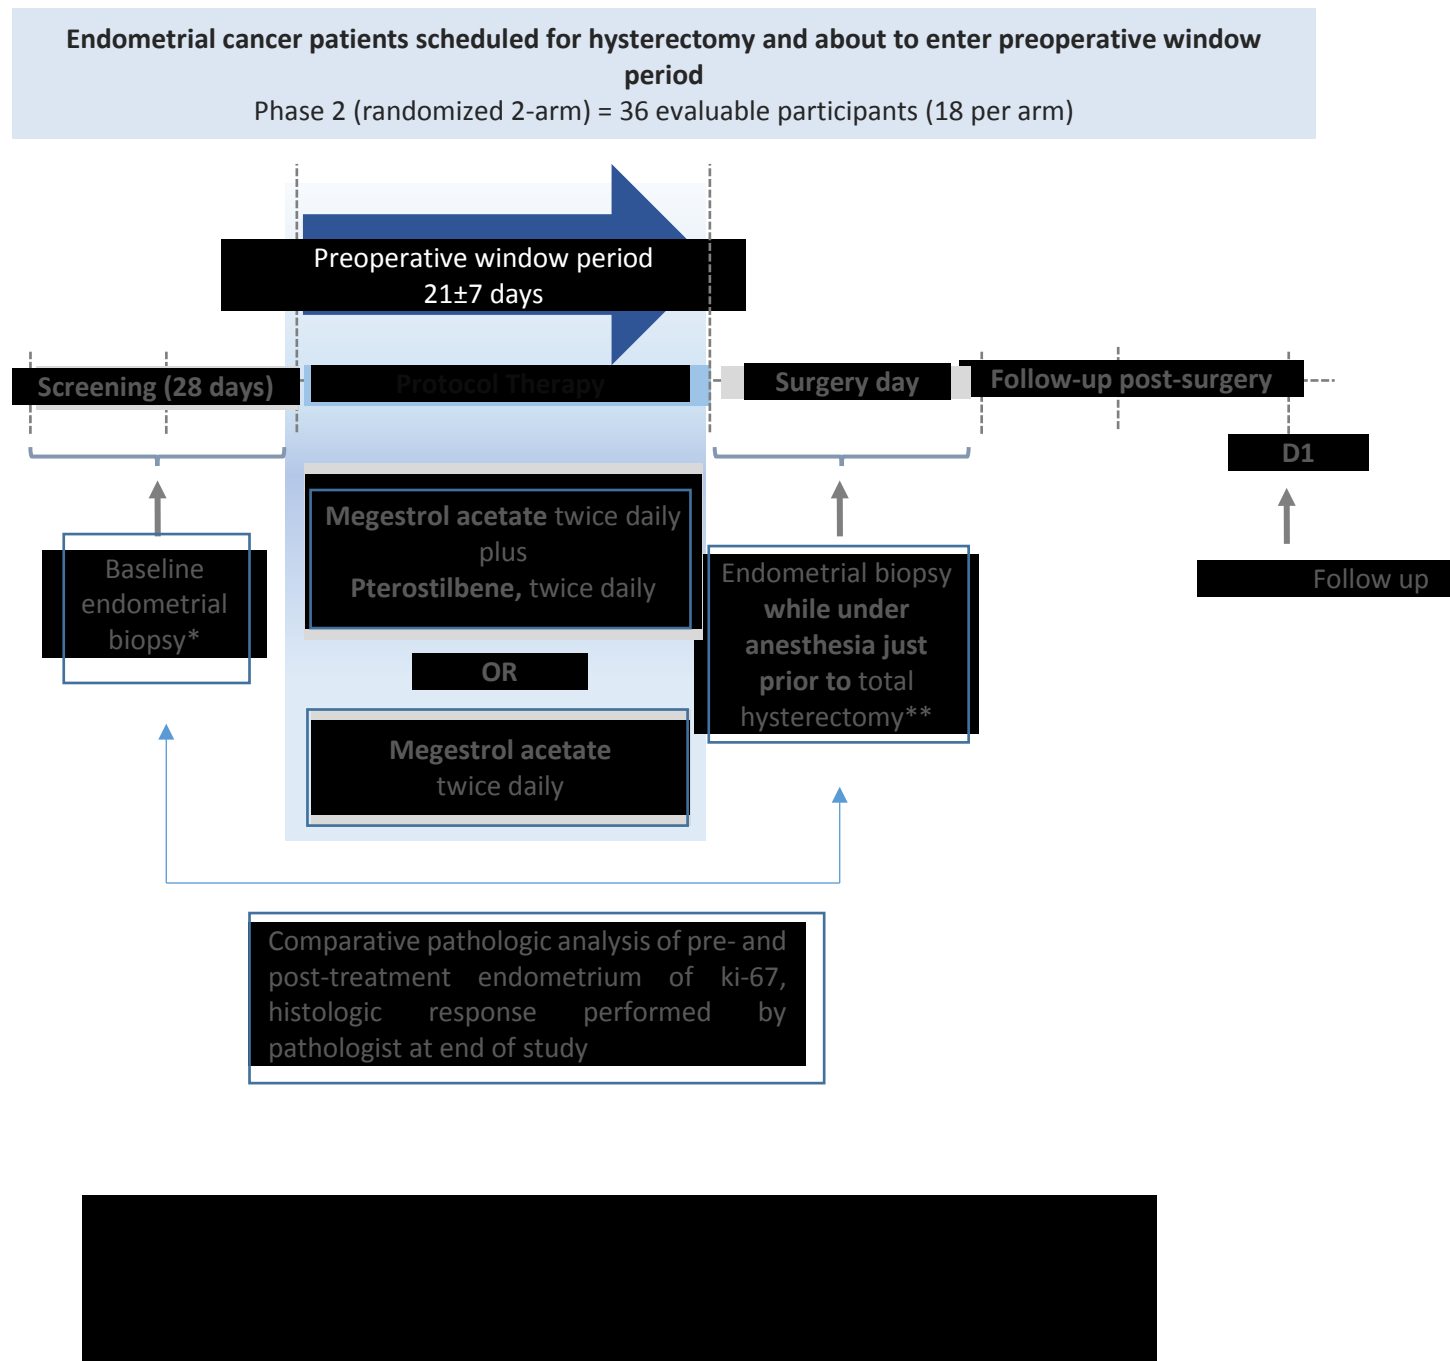 Endometrial cancer patients scheduled for hysterectomy and about to enter preoperative window
period
Phase 2 (randomized 2-arm) = 36 evaluable participants (18 per arm)
Preoperative window period
21±7 days
Screening (28 days)
Protocol Therapy
Surgery day
Follow-up post-surgery
D1
Megestrol acetate twice daily
plus
Pterostilbene, twice daily
Baseline
endometrial
biopsy*
Endometrial biopsy
while under
anesthesia just
prior to total
hysterectomy**
Follow up
OR
Megestrol acetate
twice daily
Comparative pathologic analysis of pre- and
post-treatment endometrium of ki-67,
histologic response performed by
pathologist at end of study